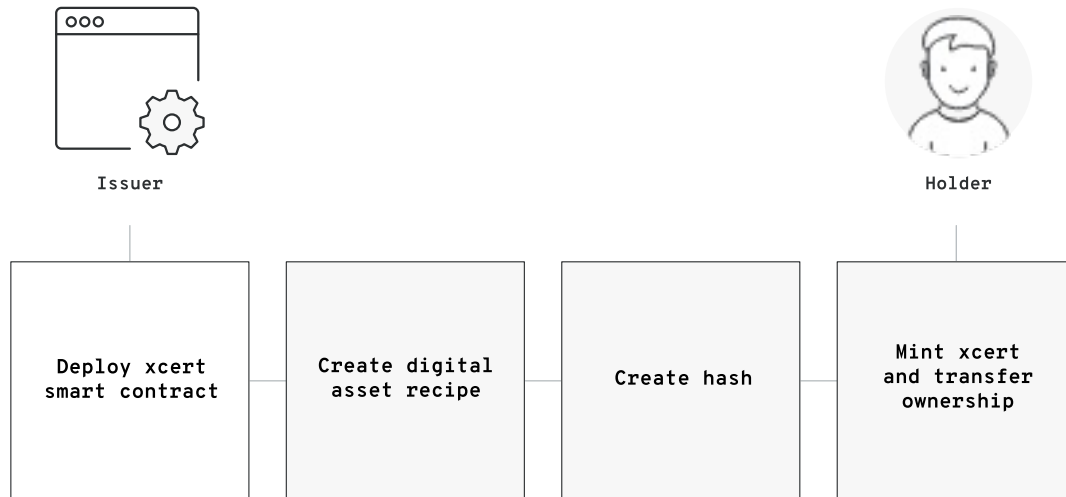 Issuer
Holder
Deploy xcert
smart contract
Create digital
asset recipe
Create hash
Mint xcert
and transfer
ownership